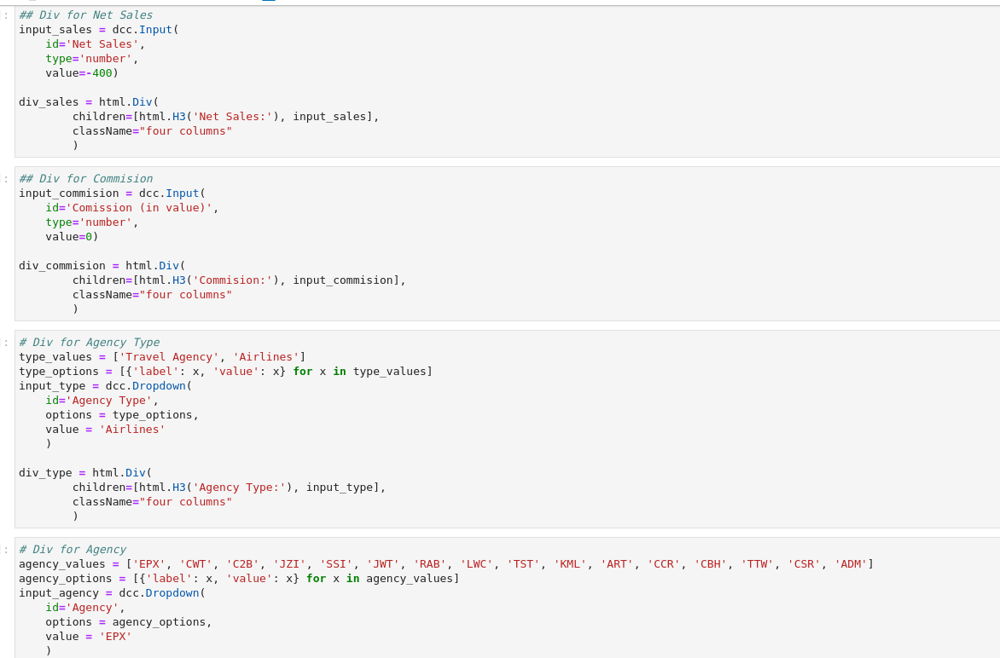 ]: ## Div for Net Sales
input_sales = dcc.Input(
    id='Net Sales',
    type='number',
    value=-400)

div_sales = html.Div(
        children=[html.H3('Net Sales:'), input_sales],
        className="four columns"
        )

]: ## Div for Commision
input_commision = dcc.Input(
    id='Comission (in value)',
    type='number',
    value=0)

div_commision = html.Div(
        children=[html.H3('Commision:'), input_commision],
        className="four columns"
        )

]: # Div for Agency Type
type_values = ['Travel Agency', 'Airlines']
type_options = [{'label': x, 'value': x} for x in type_values]
input_type = dcc.Dropdown(
    id='Agency Type',
    options = type_options,
    value = 'Airlines'
    )

div_type = html.Div(
        children=[html.H3('Agency Type:'), input_type],
        className="four columns"
        )

]: # Div for Agency
agency_values = ['EPX', 'CWT', 'C2B', 'JZI', 'SSI', 'JWT', 'RAB', 'LWC', 'TST', 'KML', 'ART', 'CCR', 'CBH', 'TTW', 'CSR', 'ADM']
agency_options = [{'label': x, 'value': x} for x in agency_values]
input_agency = dcc.Dropdown(
    id='Agency',
    options = agency_options,
    value = 'EPX'
    )